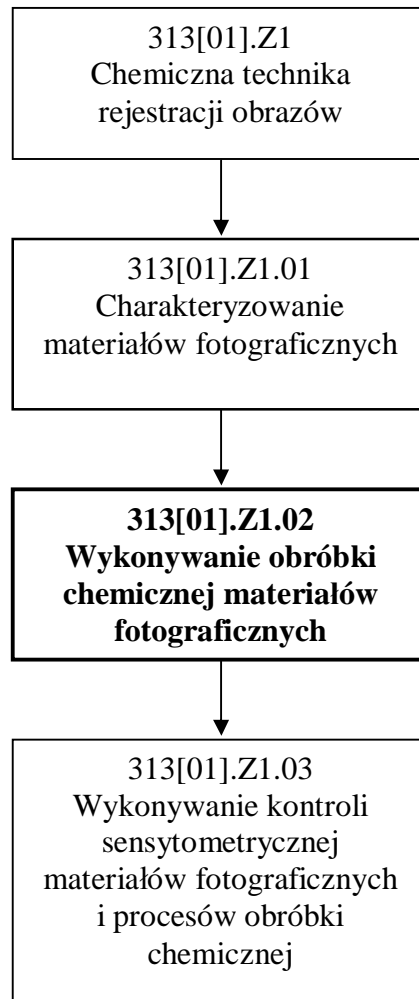 313[01].Z1
Chemiczna technika
rejestracji obrazów
313[01].Z1.01
Charakteryzowanie
materiałów fotograficznych
313[01].Z1.02
Wykonywanie obróbki
chemicznej materiałów
fotograficznych
313[01].Z1.03
Wykonywanie kontroli
sensytometrycznej
materiałów fotograficznych
i procesów obróbki
chemicznej